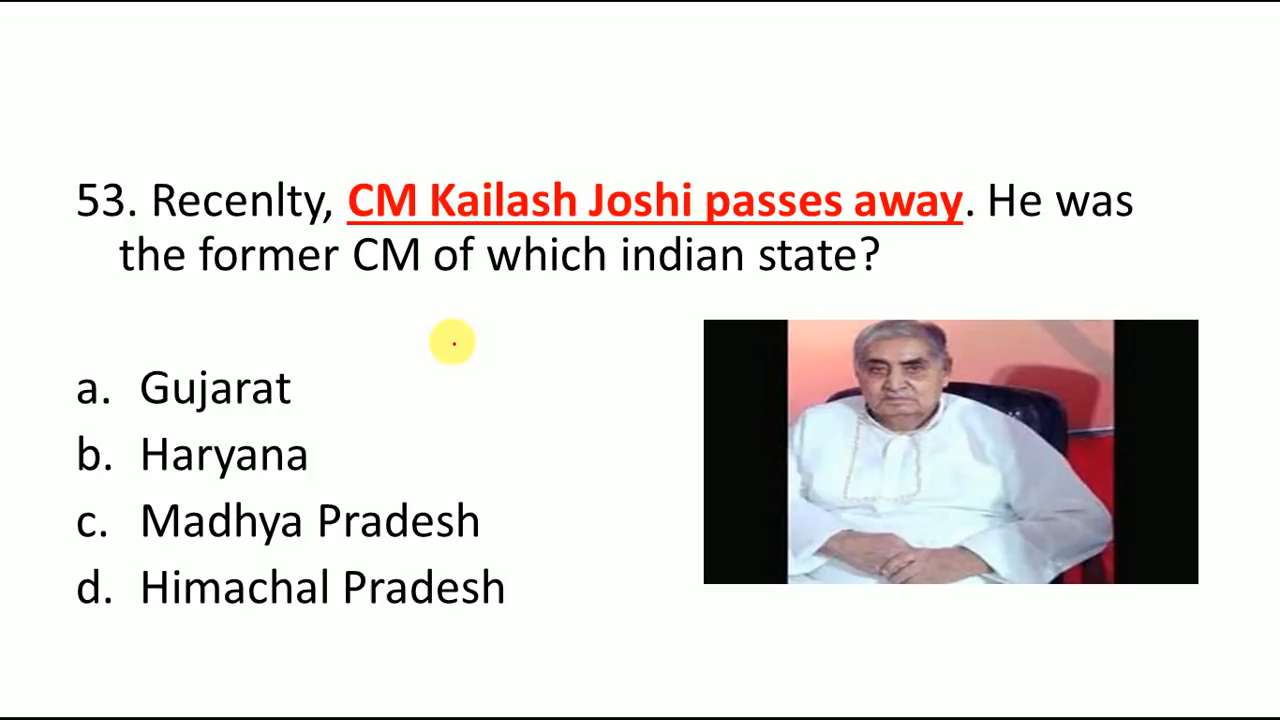 53. Recenlty, CM Kailash Joshi passes away. He was
the former CM of which indian state?
a. Gujarat
b. Haryana
c. Madhya Pradesh
d. Himachal Pradesh